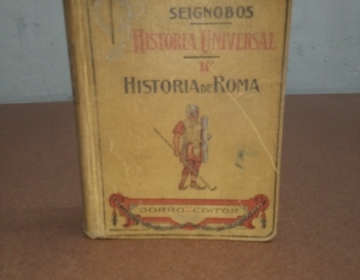 SEIGNOBOS
HISTORIA UNIVERSAL
II
HISTORIA DE ROMA
DORRO-EDITOR